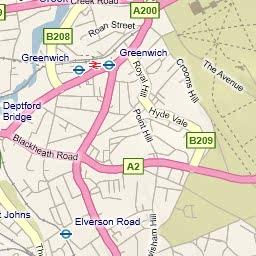 Creek Road
A200
Roan Street
B208
Greenwich
Greenwich
Royal Hill
Crooms Hill
The Avenue
Deptford
Bridge
Point Hill
Hyde Vale
B209
Blackheath Road
A2
St Johns
Elverson Road